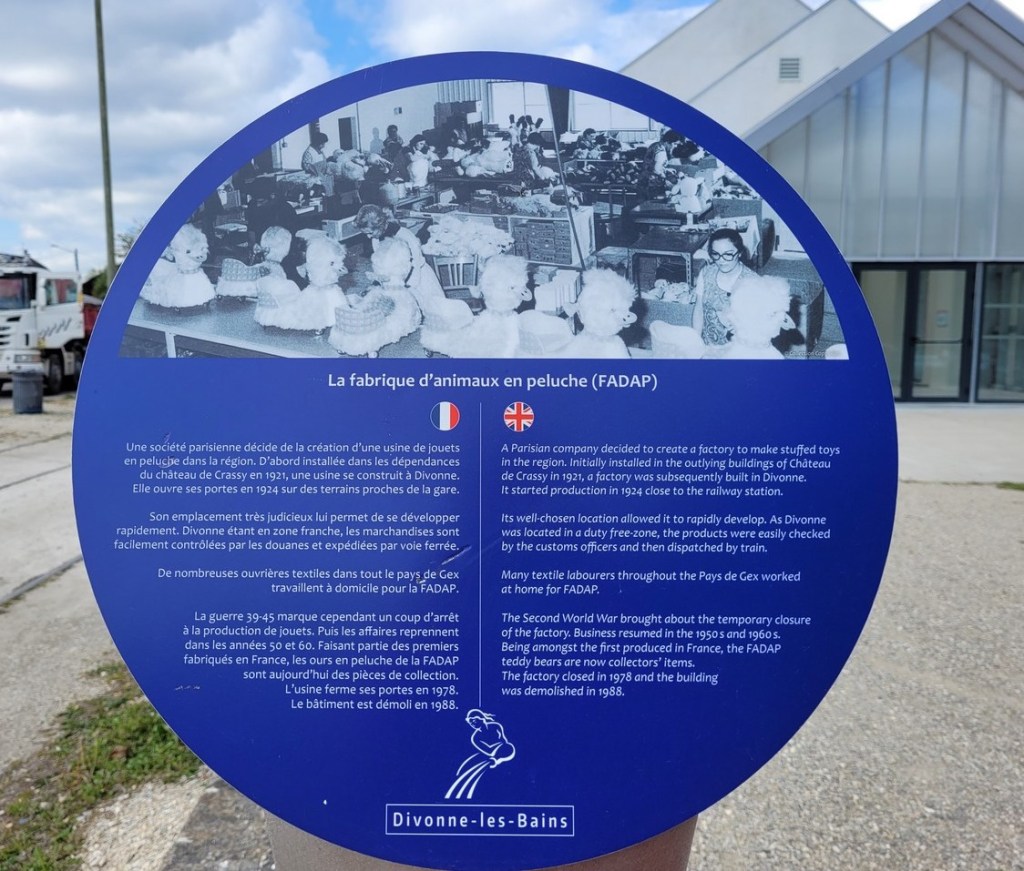 La fabrique d'animaux en peluche (FADAP)
Une société parisienne décide de la création d'une usine de jouets
en peluche dans la région. D'abord installée dans les dépendances
du château de Crassy en 1921, une usine se construit à Divonne.
Elle ouvre ses portes en 1924 sur des terrains proches de la gare.
Son emplacement très judicieux lui permet de se développer
rapidement. Divonne étant en zone franche, les marchandises sont
facilement contrôlées par les douanes et expédiées par voie ferrée.
De nombreuses ouvrières textiles dans tout le pays de Gex
travaillent à domicile pour la FADAP.
La guerre 39-45 marque cependant un coup d'arrêt
à la production de jouets. Puis les affaires reprennent
dans les années 50 et 60. Faisant partie des premiers
fabriqués en France, les ours en peluche de la FADAP
sont aujourd'hui des pièces de collection.
L'usine ferme ses portes en 1978.
Le bâtiment est démoli en 1988.
A Parisian company decided to create a factory to make stuffed toys
in the region. Initially installed in the outlying buildings of Château
de Crassy in 1921, a factory was subsequently built in Divonne.
It started production in 1924 close to the railway station.
Its well-chosen location allowed it to rapidly develop. As Divonne
was located in a duty free-zone, the products were easily checked
by the customs officers and then dispatched by train.
Many textile labourers throughout the Pays de Gex worked
at home for FADAP.
The Second World War brought about the temporary closure
of the factory. Business resumed in the 1950s and 1960s.
Being amongst the first produced in France, the FADAP
teddy bears are now collectors' items.
The factory closed in 1978 and the building
was demolished in 1988.
Divonne-les-Bains